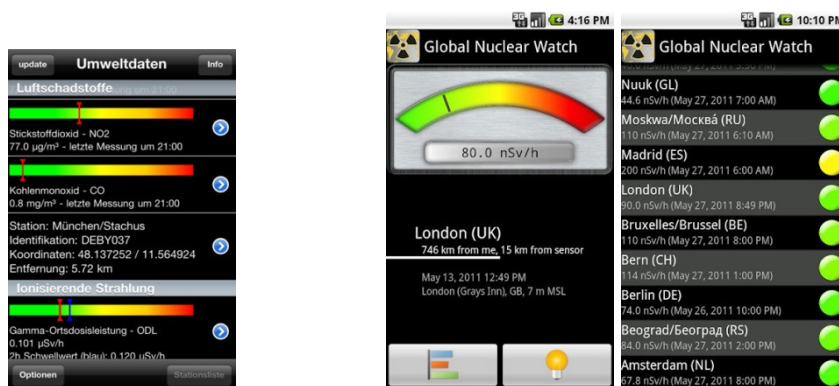 update
Umweltdaten
Info
Luftschadstoffe
Stickstoffdioxid - NO2
77.0 µg/m³ - letzte Messung um 21:00
Kohlenmonoxid - CO
0.8 mg/m³ - letzte Messung um 21:00
Station: München/Stachus
Identifikation: DEBY037
Koordinaten: 48.137252 / 11.564924
Entfernung: 5.72 km
Ionisierende Strahlung
Gamma-Ortsdosisleistung - ODL
0.101 µSv/h
2h Schwellwert (blau): 0.120 µSv/h
Optionen
Stationsliste
3G
4:16 PM
Global Nuclear Watch
80.0 nSv/h
London (UK)
746 km from me, 15 km from sensor
May 13, 2011 12:49 PM
London (Grays Inn), GB, 7 m MSL
3G
10:10 PM
Global Nuclear Watch
Nuuk (GL)
44.6 nSv/h (May 27, 2011 7:00 AM)
Moskwa/Москва́ (RU)
110 nSv/h (May 27, 2011 6:10 AM)
Madrid (ES)
200 nSv/h (May 27, 2011 6:00 AM)
London (UK)
90.0 nSv/h (May 27, 2011 8:49 PM)
Bruxelles/Brussel (BE)
110 nSv/h (May 27, 2011 8:00 PM)
Bern (CH)
114 nSv/h (May 27, 2011 1:00 PM)
Berlin (DE)
74.0 nSv/h (May 26, 2011 10:00 PM)
Beograd/Београд (RS)
84.0 nSv/h (May 27, 2011 2:00 PM)
Amsterdam (NL)
67.8 nSv/h (May 27, 2011 8:00 PM)